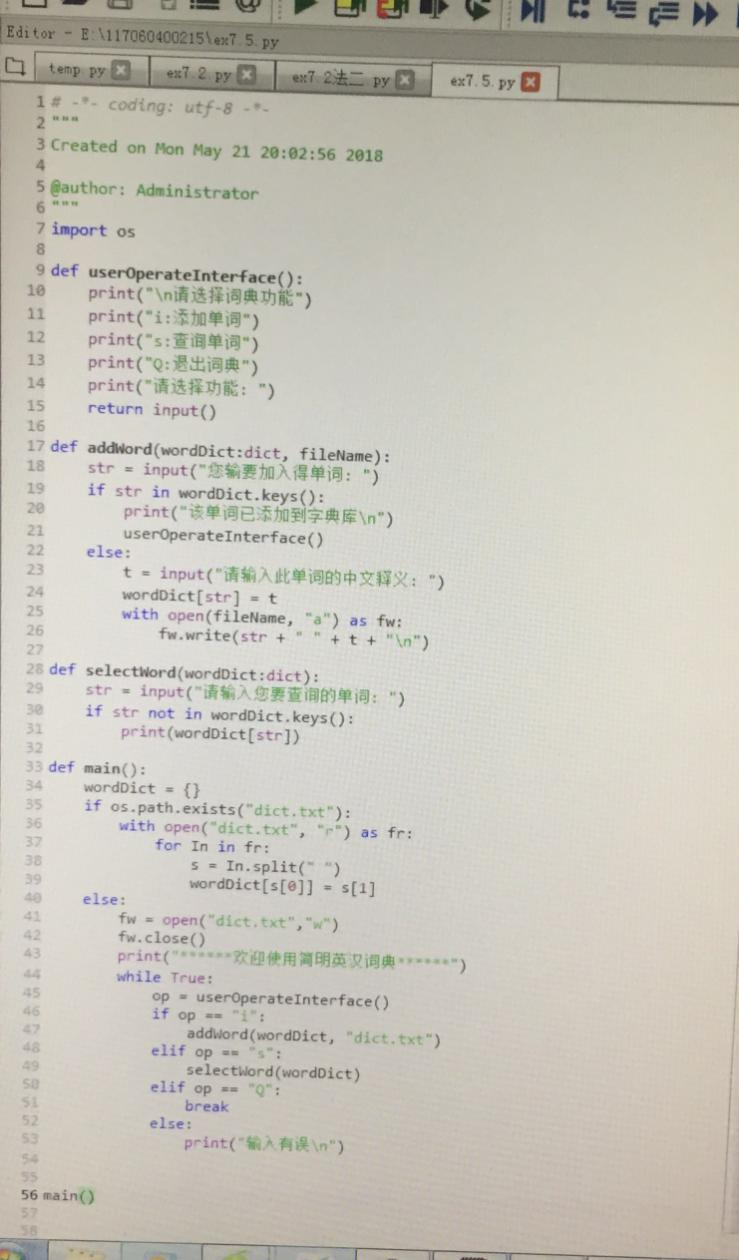 Editor - E:\117060400215\ex7.5.py
temp.py ex7.2.py ex7.2法二.py ex7.5.py
1 # -*- coding: utf-8 -*-
2 """
3 Created on Mon May 21 20:02:56 2018
4
5 @author: Administrator
6 """
7 import os
8
9 def userOperateInterface():
10     print("\n请选择词典功能")
11     print("i:添加单词")
12     print("s:查询单词")
13     print("Q:退出词典")
14     print("请选择功能: ")
15     return input()
16
17 def addWord(wordDict:dict, fileName):
18     str = input("您输要加入得单词: ")
19     if str in wordDict.keys():
20         print("该单词已添加到字典库\n")
21         userOperateInterface()
22     else:
23         t = input("请输入此单词的中文释义: ")
24         wordDict[str] = t
25         with open(fileName, "a") as fw:
26             fw.write(str + " " + t + "\n")
27
28 def selectWord(wordDict:dict):
29     str = input("请输入您要查询的单词: ")
30     if str not in wordDict.keys():
31         print(wordDict[str])
32
33 def main():
34     wordDict = {}
35     if os.path.exists("dict.txt"):
36         with open("dict.txt", "r") as fr:
37             for In in fr:
38                 s = In.split(" ")
39                 wordDict[s[0]] = s[1]
40     else:
41         fw = open("dict.txt","w")
42         fw.close()
43         print("******欢迎使用简明英汉词典******")
44         while True:
45             op = userOperateInterface()
46             if op == "i":
47                 addWord(wordDict, "dict.txt")
48             elif op == "s":
49                 selectWord(wordDict)
50             elif op == "Q":
51                 break
52             else:
53                 print("输入有误\n")
54
55
56 main()
57
58